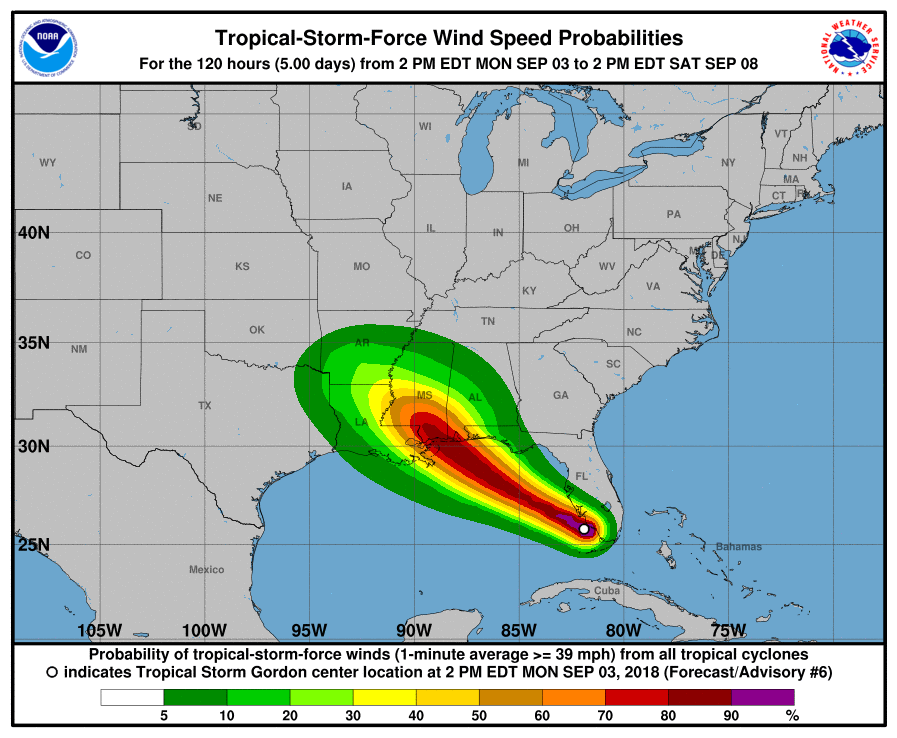 Tropical-Storm-Force Wind Speed Probabilities
For the 120 hours (5.00 days) from 2 PM EDT MON SEP 03 to 2 PM EDT SAT SEP 08
NOAA
NATIONAL WEATHER SERVICE
SD
WI
VT
WY
MI
NY
NH
MA
NE
IA
CT
RI
PA
40N
IL
IN
OH
NJ
CO
KS
MO
WV
MD
DE
KY
VA
OK
TN
NC
35N
NM
AR
SC
TX
MS
AL
GA
LA
30N
FL
25N
Bahamas
Mexico
Cuba
105W
100W
95W
90W
85W
80W
75W
Probability of tropical-storm-force winds (1-minute average >= 39 mph) from all tropical cyclones
indicates Tropical Storm Gordon center location at 2 PM EDT MON SEP 03, 2018 (Forecast/Advisory #6)
5 10 20 30 40 50 60 70 80 90 %